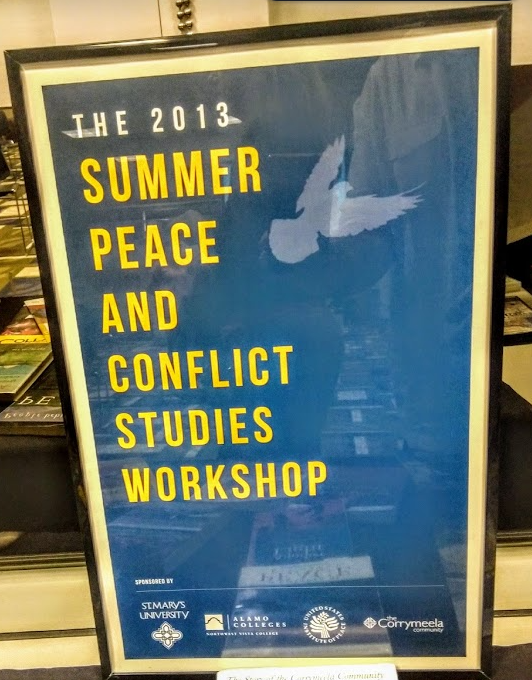 THE 2013
SUMMER
PEACE
AND
CONFLICT
STUDIES
WORKSHOP
SPONSORED BY
ST. MARY'S
UNIVERSITY
ALAMO
COLLEGES
NORTHWEST VISTA COLLEGE
UNITED STATES
INSTITUTE OF PEACE
the
Corrymeela
community
The Story of the Corrymeela Community